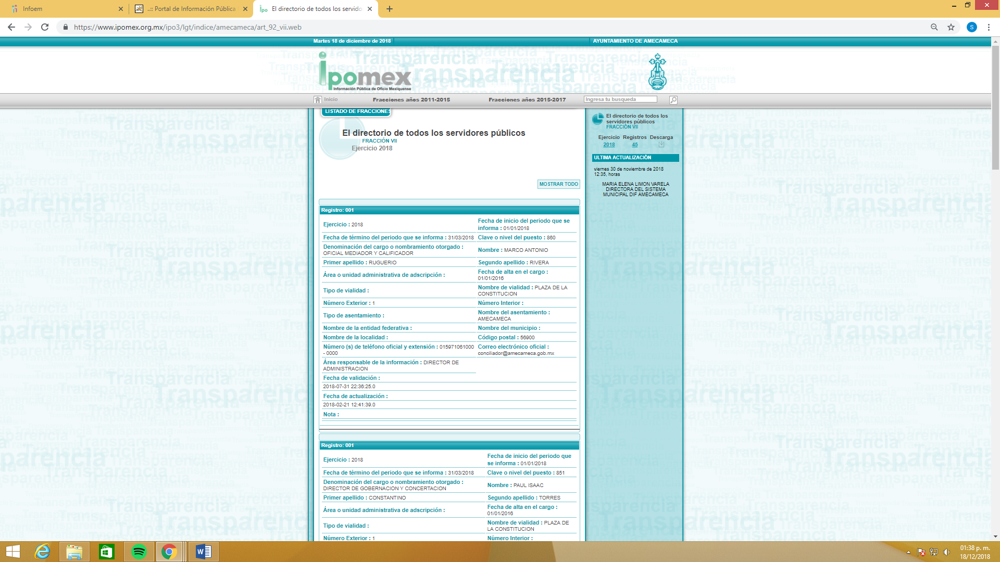 Infoem
..:: Portal de Información Pública
El directorio de todos los servido
https://www.ipomex.org.mx/ipo3/lgt/indice/amecameca/art_92_vii.web
S
Martes 18 de diciembre de 2018
AYUNTAMIENTO DE AMECAMECA
Transparencia
ipomex
Información Pública de Oficio Mexiquense
Inicio
Fracciones años 2011-2015
Fracciones años 2015-2017
Ingresa tu busqueda
LISTADO DE FRACCIONES
El directorio de todos los servidores públicos
FRACCIÓN VII
Ejercicio 2018
MOSTRAR TODO
Registro: 001
Ejercicio : 2018
Fecha de inicio del periodo que se
informa : 01/01/2018
Fecha de término del periodo que se informa : 31/03/2018
Clave o nivel del puesto : 860
Denominación del cargo o nombramiento otorgado :
OFICIAL MEDIADOR Y CALIFICADOR
Nombre : MARCO ANTONIO
Primer apellido : RUGUERIO
Segundo apellido : RIVERA
Área o unidad administrativa de adscripción :
Fecha de alta en el cargo :
01/01/2016
Tipo de vialidad :
Nombre de vialidad : PLAZA DE LA
CONSTITUCION
Número Exterior : 1
Número Interior :
Tipo de asentamiento :
Nombre del asentamiento :
AMECAMECA
Nombre de la entidad federativa :
Nombre del municipio :
Nombre de la localidad :
Código postal : 56900
Número (s) de teléfono oficial y extensión : 015971061000
- 0000
Correo electrónico oficial :
conciliador@amecameca.gob.mx
Área responsable de la información : DIRECTOR DE
ADMINISTRACION
Fecha de validación :
2018-07-31 22:36:25.0
Fecha de actualización :
2018-02-21 12:41:39.0
Nota :
Registro: 001
Ejercicio : 2018
Fecha de inicio del periodo que
se informa : 01/01/2018
Fecha de término del periodo que se informa : 31/03/2018
Clave o nivel del puesto : 851
Denominación del cargo o nombramiento otorgado :
DIRECTOR DE GOBERNACION Y CONCERTACION
Nombre : PAUL ISAAC
Primer apellido : CONSTANTINO
Segundo apellido : TORRES
Área o unidad administrativa de adscripción :
Fecha de alta en el cargo :
01/01/2016
Tipo de vialidad :
Nombre de vialidad : PLAZA DE
LA CONSTITUCION
Número Exterior : 1
Número Interior :
El directorio de todos los
servidores públicos
FRACCIÓN VII
Ejercicio Registros Descarga
2018 45
ULTIMA ACTUALIZACIÓN
viernes 30 de noviembre de 2018
12:35, horas
MARIA ELENA LIMON VARELA
DIRECTORA DEL SISTEMA
MUNICIPAL DIF AMECAMECA
01:38 p. m.
18/12/2018